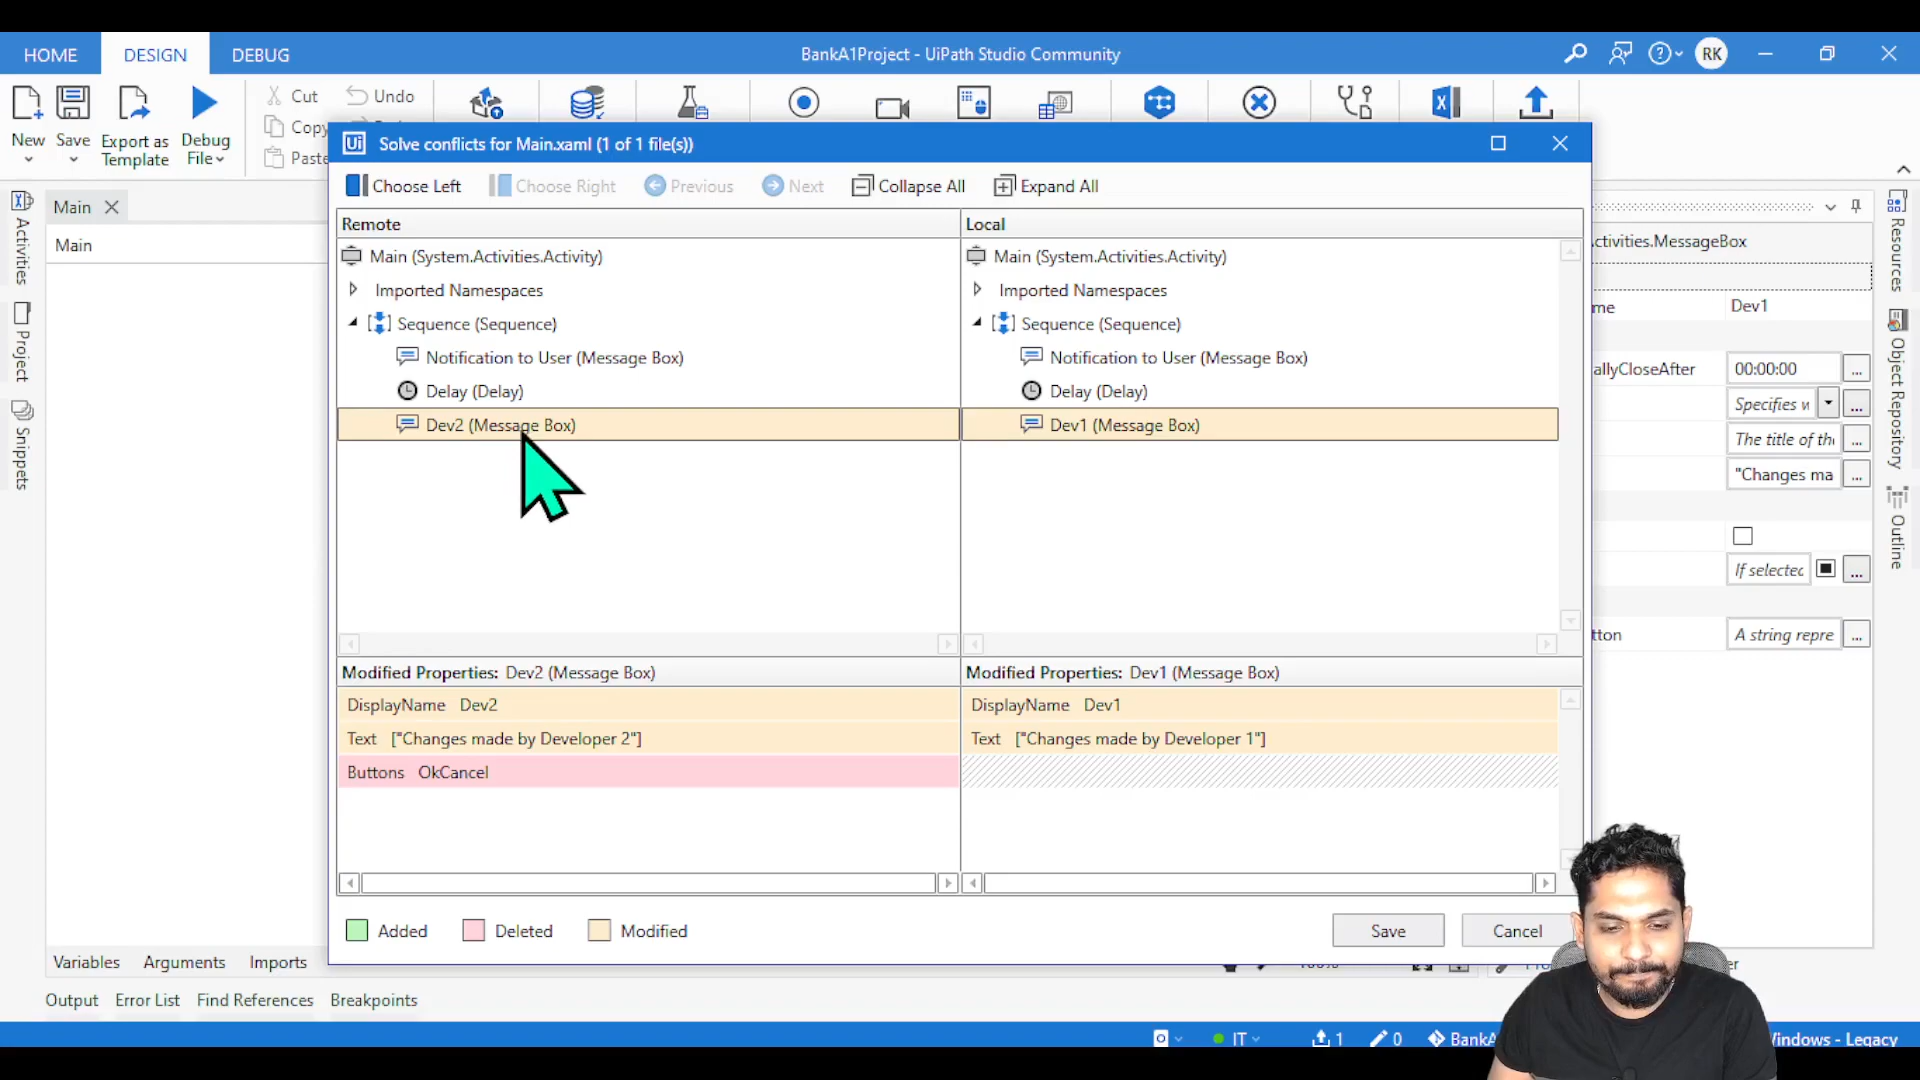 HOME DESIGN DEBUG BankA1Project - UiPath Studio Community RK
New Save Export as Template Debug File Cut Copy Paste Undo
Ui Solve conflicts for Main.xaml (1 of 1 file(s))
Choose Left Choose Right Previous Next Collapse All Expand All
Activities
Project
Snippets
Main
Main
Remote Local
Main (System.Activities.Activity) Main (System.Activities.Activity)
Imported Namespaces Imported Namespaces
Sequence (Sequence) Sequence (Sequence)
Notification to User (Message Box) Notification to User (Message Box)
Delay (Delay) Delay (Delay)
Dev2 (Message Box) Dev1 (Message Box)
Modified Properties: Dev2 (Message Box) Modified Properties: Dev1 (Message Box)
DisplayName Dev2 DisplayName Dev1
Text ["Changes made by Developer 2"] Text ["Changes made by Developer 1"]
Buttons OkCancel
Added Deleted Modified Save Cancel
ctivities.MessageBox
me Dev1
allyCloseAfter 00:00:00 ...
Specifies w ...
The title of the ...
"Changes ma ...
If selected ...
tton A string repre ...
Resources
Object Repository
Outline
Variables Arguments Imports
Output Error List Find References Breakpoints
IT 1 0 BankA indows - Legacy